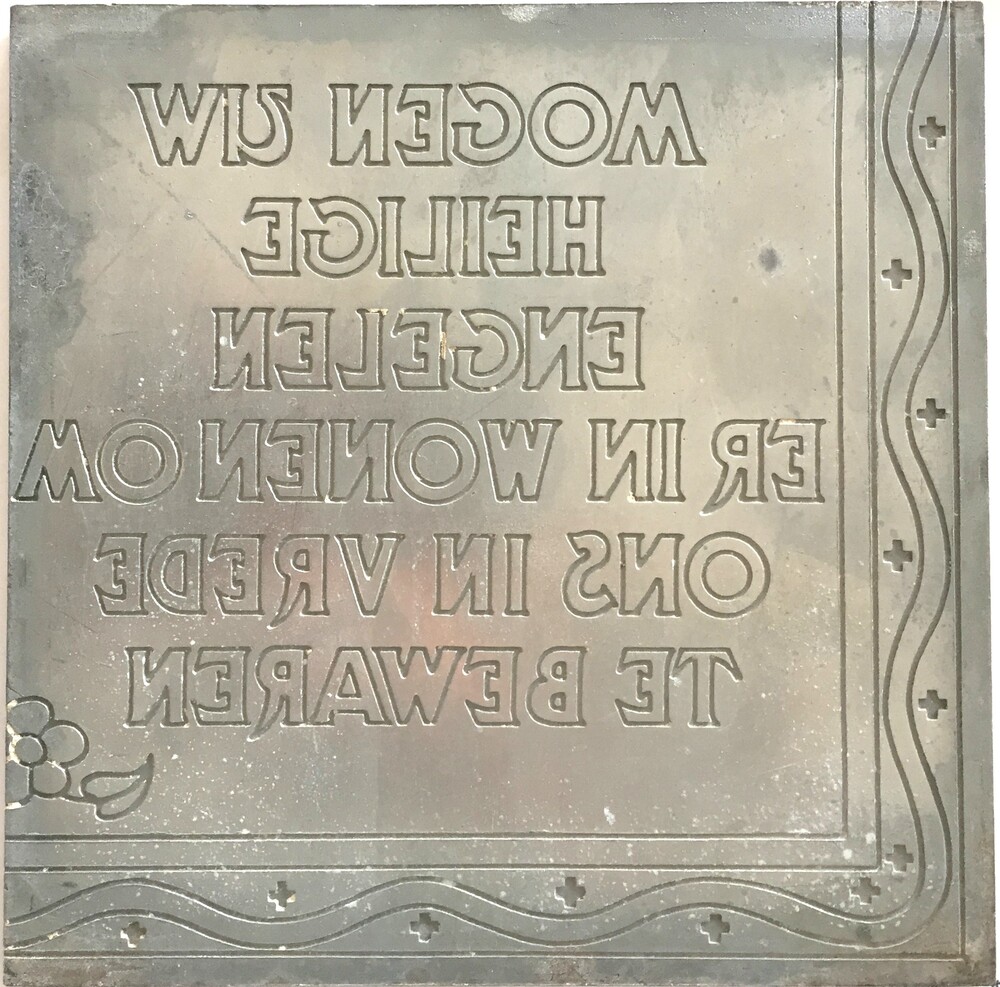 MOGEN UW
HEILIGE
ENGELEN
ER IN WONEN OM
ONS IN VREDE
TE BEWAREN